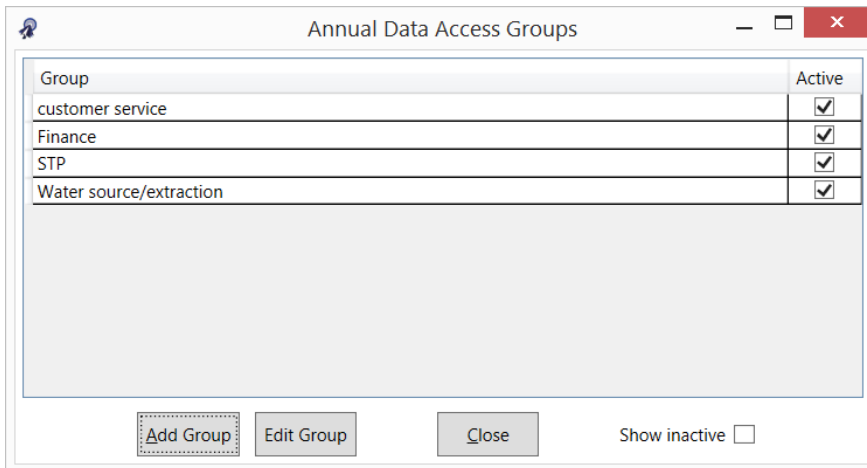 Annual Data Access Groups
Group Active
customer service
Finance
STP
Water source/extraction
Add Group Edit Group Close Show inactive